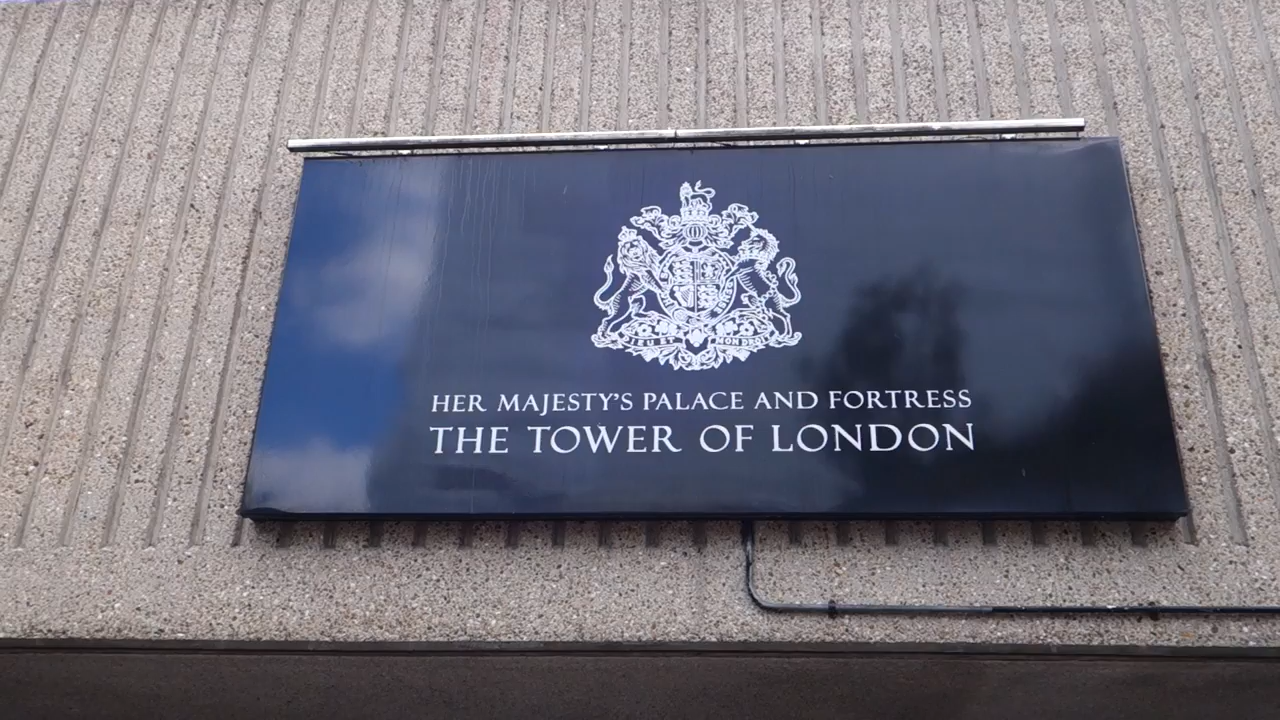 DIEU ET MON DROIT
HER MAJESTY'S PALACE AND FORTRESS
THE TOWER OF LONDON